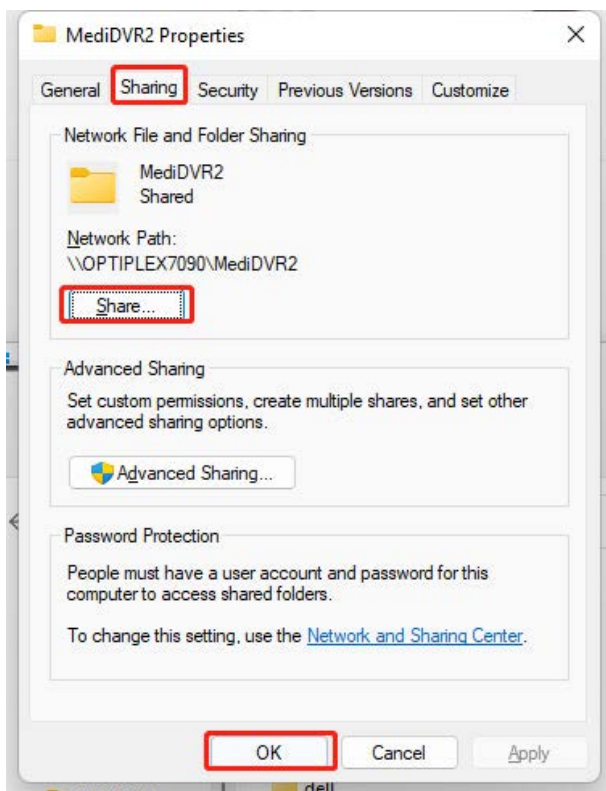 MediDVR2 Properties
General Sharing Security Previous Versions Customize
Network File and Folder Sharing
MediDVR2
Shared
Network Path:
\\OPTIPLEX7090\MediDVR2
Share...
Advanced Sharing
Set custom permissions, create multiple shares, and set other
advanced sharing options.
Advanced Sharing...
Password Protection
People must have a user account and password for this
computer to access shared folders.
To change this setting, use the Network and Sharing Center.
OK Cancel Apply
dell